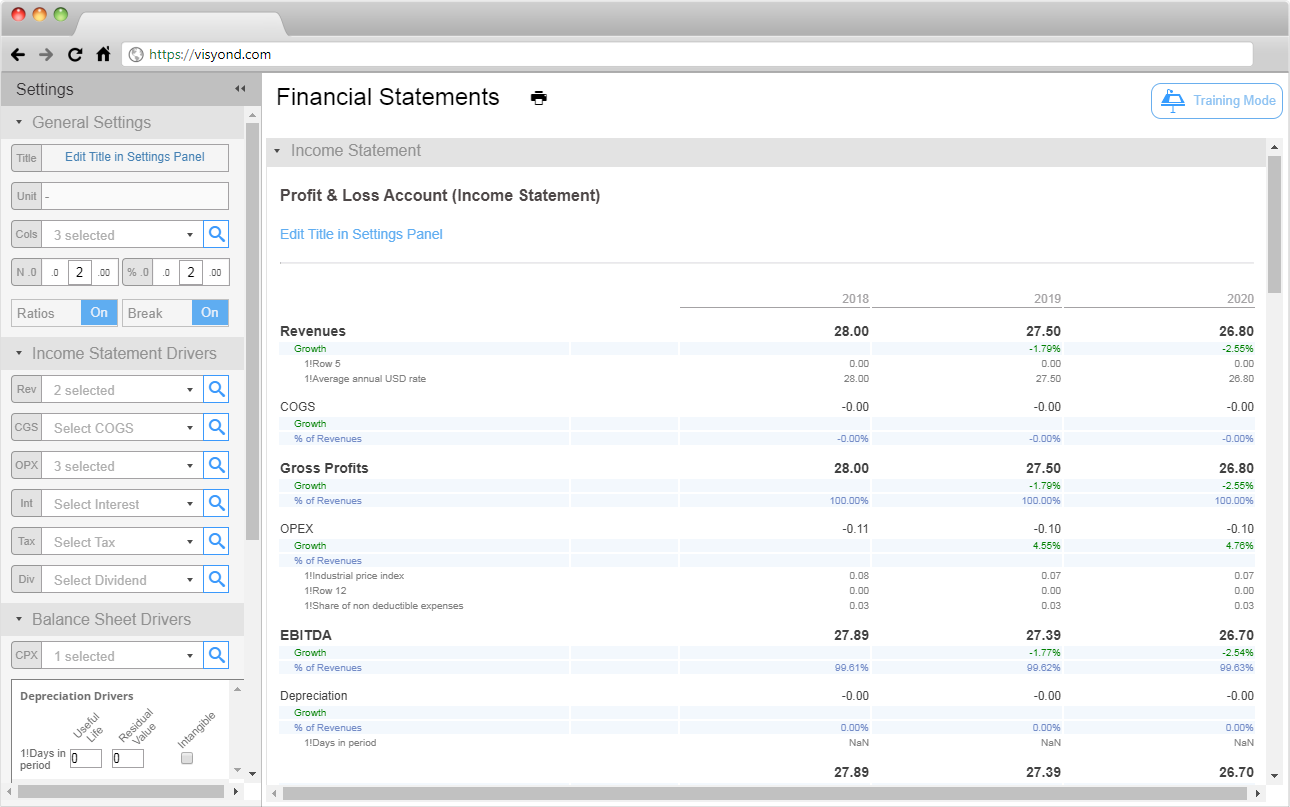 https://visyond.com
Settings
General Settings
Title Edit Title in Settings Panel
Unit -
Cols 3 selected
N .0 .0 2 .00 % .0 .0 2 .00
Ratios On Break On
Income Statement Drivers
Rev 2 selected
CGS Select COGS
OPX 3 selected
Int Select Interest
Tax Select Tax
Div Select Dividend
Balance Sheet Drivers
CPX 1 selected
Depreciation Drivers
Useful Life Residual Value Intangible
1!Days in period 0 0
Financial Statements
Training Mode
Income Statement
Profit & Loss Account (Income Statement)
Edit Title in Settings Panel
2018 2019 2020
Revenues 28.00 27.50 26.80
Growth -1.79% -2.55%
1!Row 5 0.00 0.00 0.00
1!Average annual USD rate 28.00 27.50 26.80
COGS -0.00 -0.00 -0.00
Growth
% of Revenues -0.00% -0.00% -0.00%
Gross Profits 28.00 27.50 26.80
Growth -1.79% -2.55%
% of Revenues 100.00% 100.00% 100.00%
OPEX -0.11 -0.10 -0.10
Growth 4.55% 4.76%
% of Revenues
1!Industrial price index 0.08 0.07 0.07
1!Row 12 0.00 0.00 0.00
1!Share of non deductible expenses 0.03 0.03 0.03
EBITDA 27.89 27.39 26.70
Growth -1.77% -2.54%
% of Revenues 99.61% 99.62% 99.63%
Depreciation -0.00 -0.00 -0.00
Growth
% of Revenues 0.00% 0.00% 0.00%
1!Days in period NaN NaN NaN
27.89 27.39 26.70